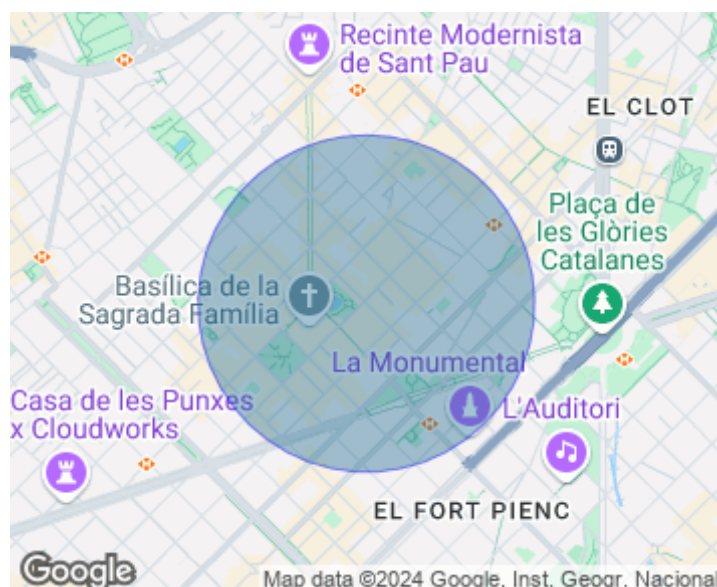 Recinte Modernista
de Sant Pau
EL CLOT
Plaça de
les Glòries
Catalanes
Basílica de la
Sagrada Família
La Monumental
L'Auditori
Casa de les Punxes
x Cloudworks
EL FORT PIENC
Google
Map data ©2024 Google, Inst. Geogr. Nacional